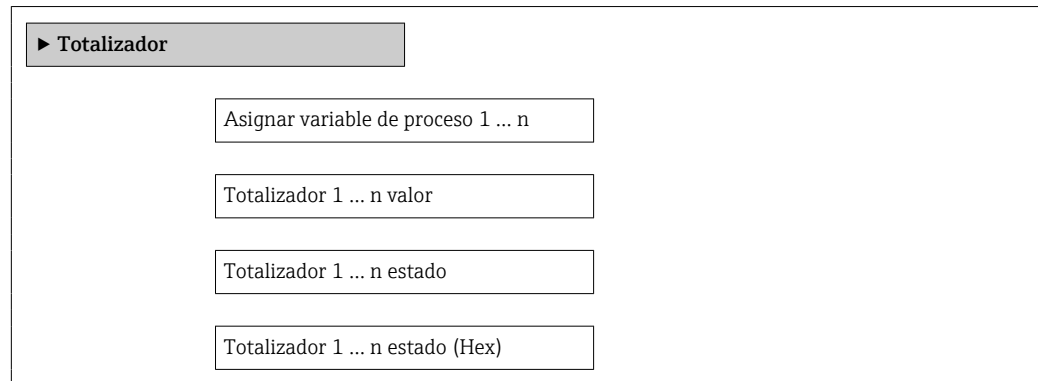 ▶ Totalizador
Asignar variable de proceso 1 … n
Totalizador 1 … n valor
Totalizador 1 … n estado
Totalizador 1 … n estado (Hex)